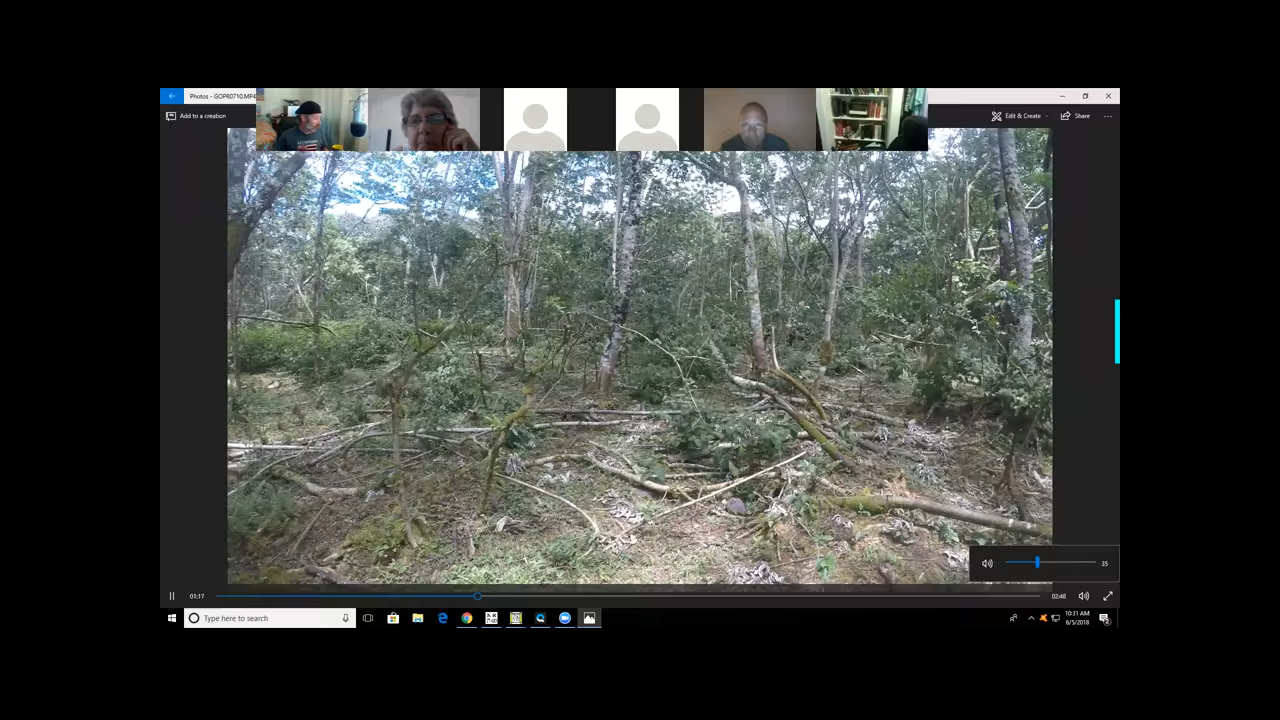 Photos - GOPR0710.MP4
Add to a creation
Edit & Create
Share
35
01:17
02:48
Type here to search
10:31 AM
6/5/2018
2